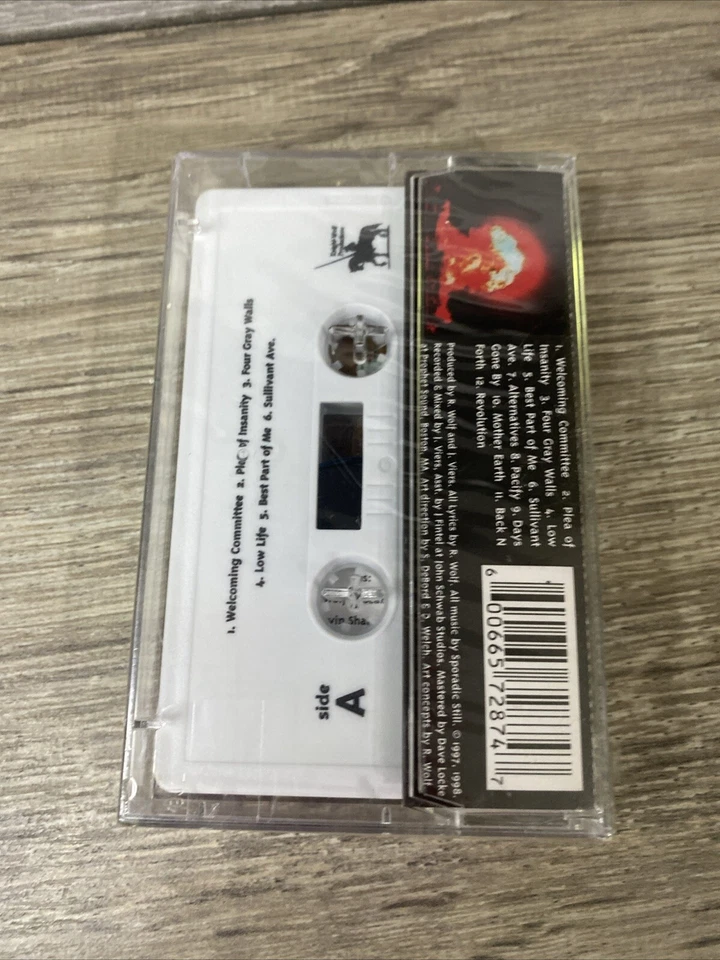 1. Welcoming Committee 2. Plea of
Insanity 3. Four Gray Walls 4. Low
Life 5. Best Part of Me 6. Sullivant
Ave. 7. Alternatives 8. Pacify 9. Days
Gone By 10. Mother Earth 11. Back N
Forth 12. Revolution
Produced by R. Wolf and J. Viers. All Lyrics by R. Wolf. All music by Sporadic Still. © 1997, 1998.
Recorded & Mixed by J. Viers, Asst. by J Fintel at John Schwab Studios. Mastered by Dave Locke
at Prophet Sound, Boston, MA. Art direction by S. DeBord & D. Welch. Art concepts by R. Wolf
6 00665 72874 7
side
A
1. Welcoming Committee 2. Plea of Insanity 3. Four Gray Walls
4. Low Life 5. Best Part of Me 6. Sullivant Ave.